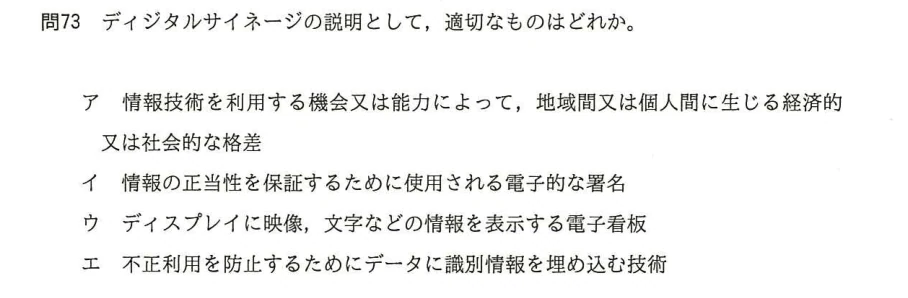 問73 ディジタルサイネージの説明として，適切なものはどれか。
ア 情報技術を利用する機会又は能力によって，地域間又は個人間に生じる経済的
又は社会的な格差
イ 情報の正当性を保証するために使用される電子的な署名
ウ ディスプレイに映像，文字などの情報を表示する電子看板
エ 不正利用を防止するためにデータに識別情報を埋め込む技術